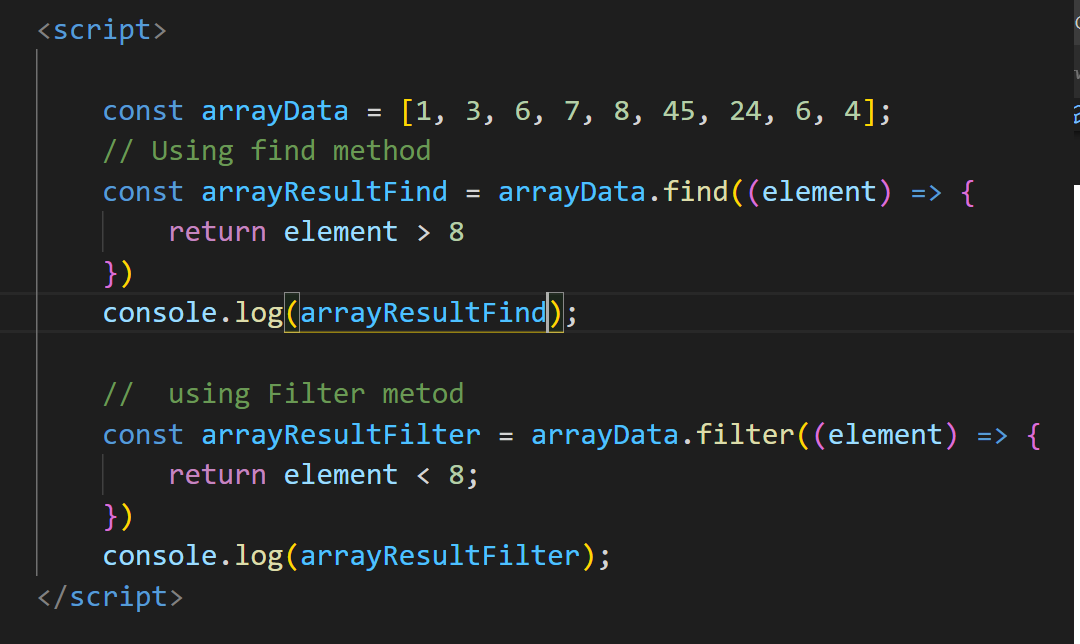 <script>
const arrayData = [1, 3, 6, 7, 8, 45, 24, 6, 4];
// Using find method
const arrayResultFind = arrayData.find((element) => {
return element > 8
})
console.log(arrayResultFind);
//  using Filter metod
const arrayResultFilter = arrayData.filter((element) => {
return element < 8;
})
console.log(arrayResultFilter);
</script>